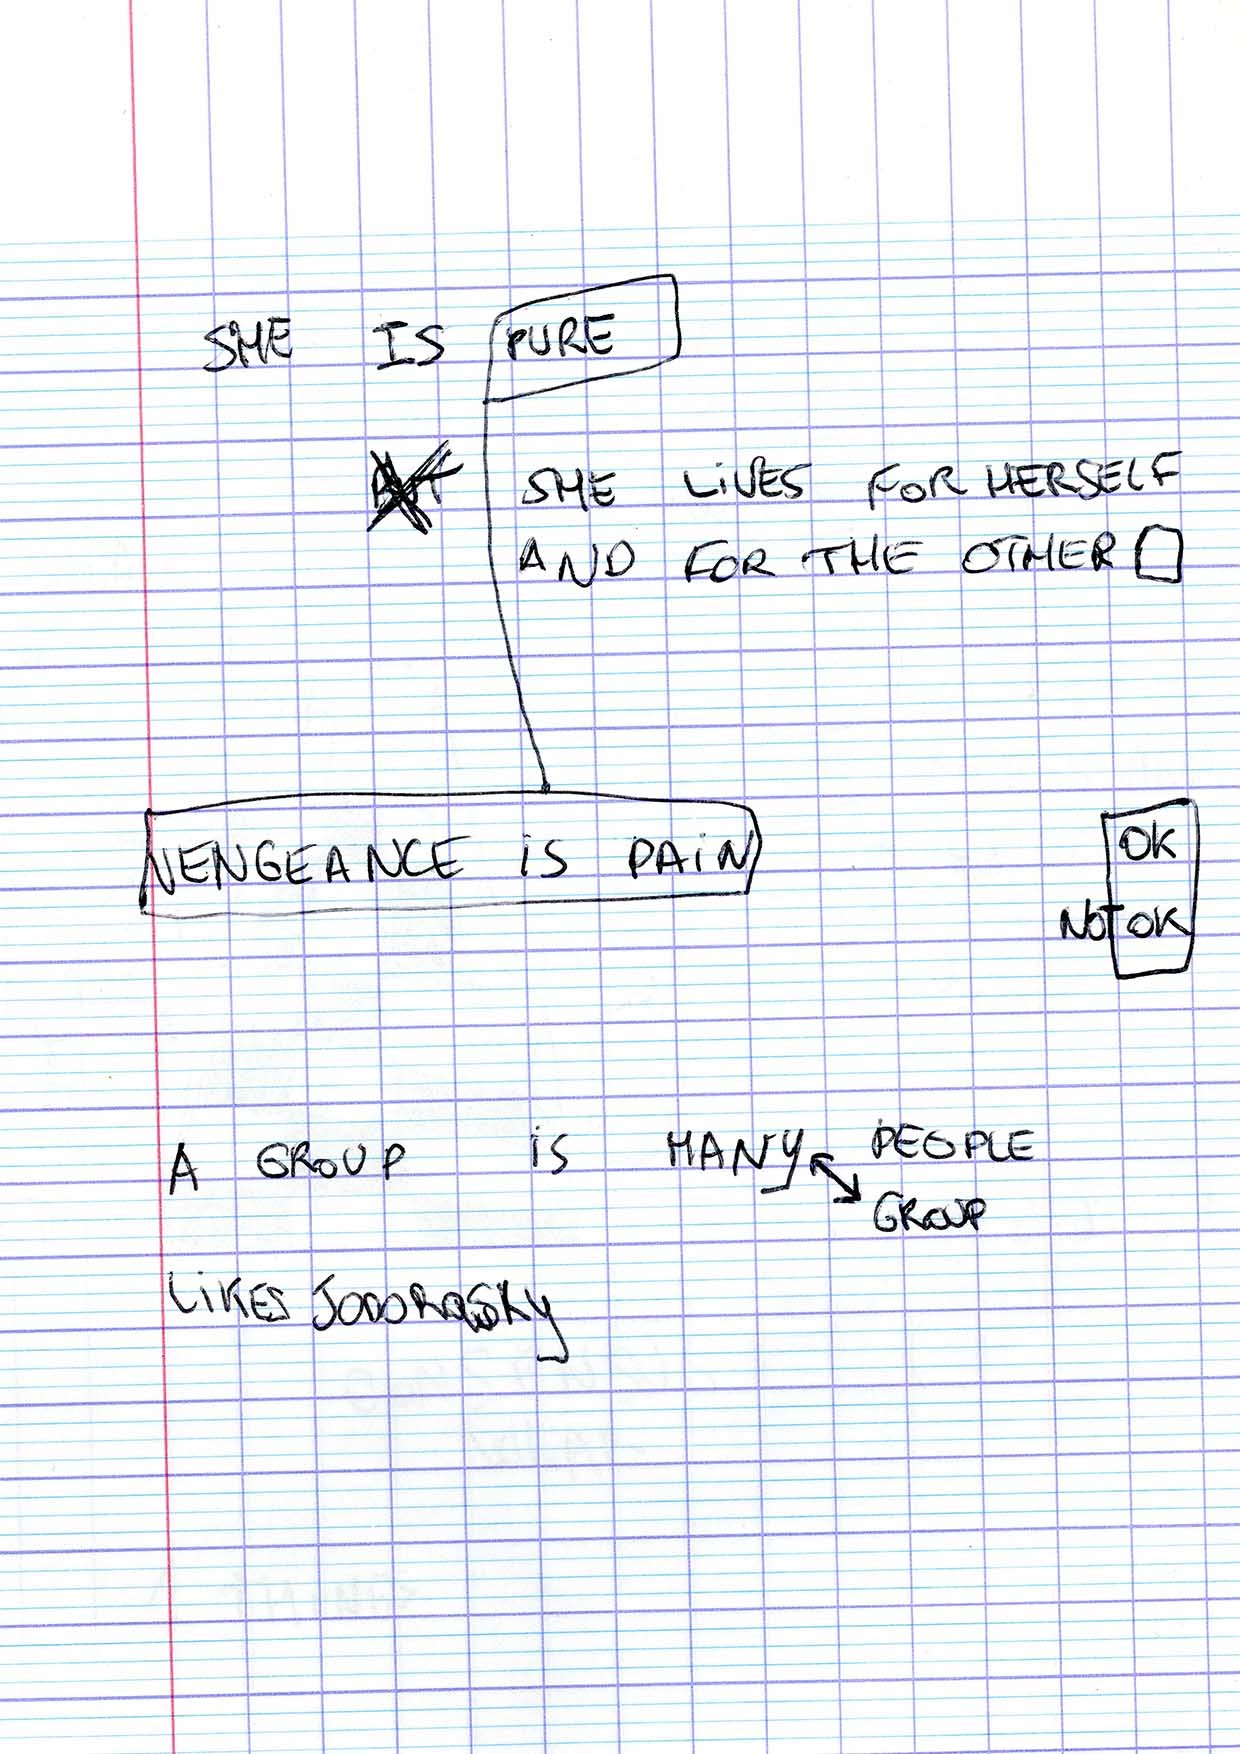 SHE IS PURE
BUT SHE LIVES FOR HERSELF
AND FOR THE OTHER
VENGEANCE IS PAIN
OK
NOT OK
A GROUP IS MANY PEOPLE
GROUP
LIKES JODOROWSKY